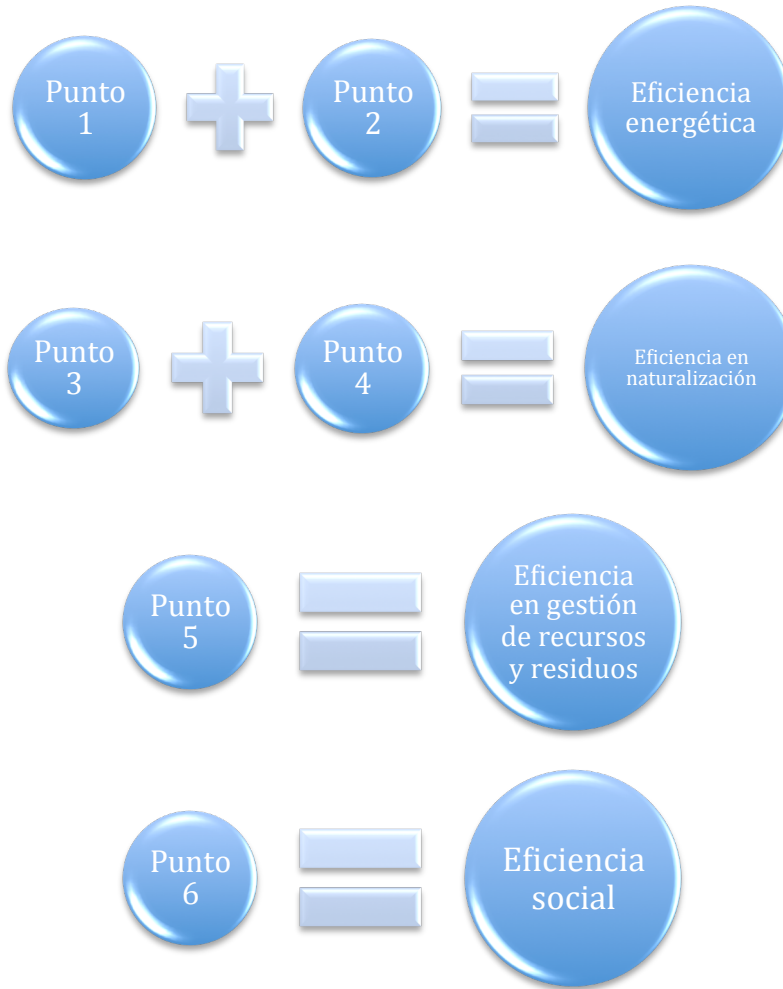 Punto
1
Punto
2
Eficiencia
energética
Punto
3
Punto
4
Eficiencia en
naturalización
Punto
5
Eficiencia
en gestión
de recursos
y residuos
Punto
6
Eficiencia
social